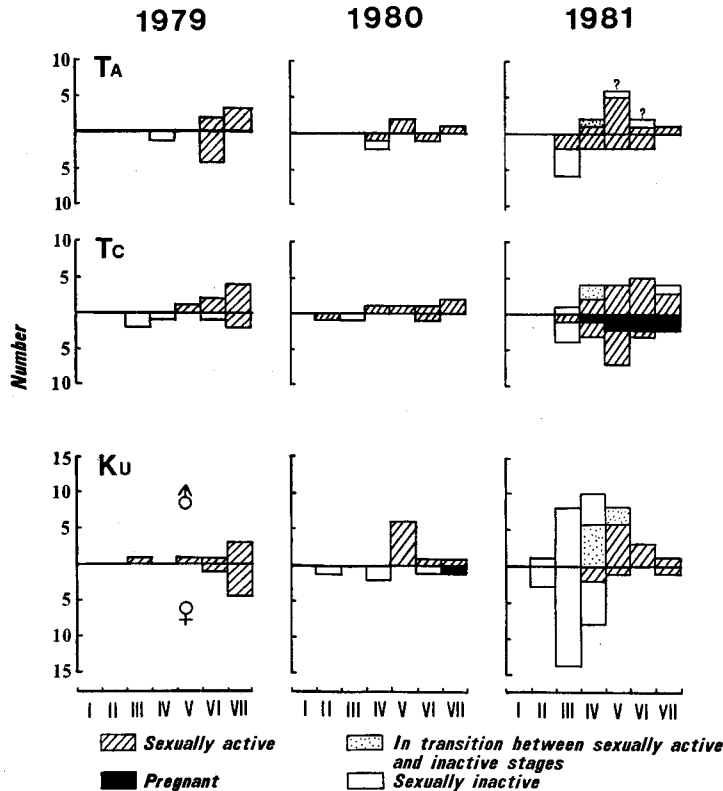 1979 1980 1981
TA
10
5
5
10
? ?
TC
10
5
5
10
Number
KU
15
10
♂
5
5
♀
10
15
I II III IV V VI VII I II III IV V VI VII I II III IV V VI VII
Sexually active
In transition between sexually active
and inactive stages
Pregnant
Sexually inactive